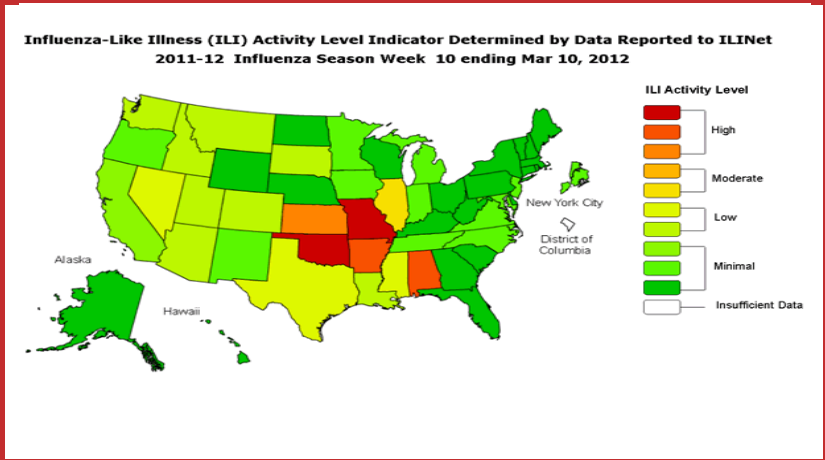 Influenza-Like Illness (ILI) Activity Level Indicator Determined by Data Reported to ILINet
2011-12 Influenza Season Week 10 ending Mar 10, 2012
ILI Activity Level
High
Moderate
Low
Minimal
Insufficient Data
New York City
District of
Columbia
Alaska
Hawaii